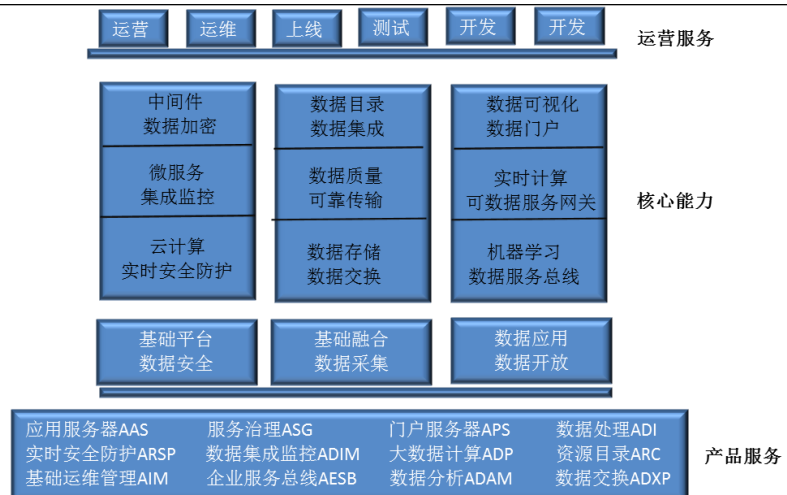 运营 运维 上线 测试 开发 开发
运营服务
中间件
数据加密
数据目录
数据集成
数据可视化
数据门户
微服务
集成监控
数据质量
可靠传输
实时计算
可数据服务网关
核心能力
云计算
实时安全防护
数据存储
数据交换
机器学习
数据服务总线
基础平台
数据安全
基础融合
数据采集
数据应用
数据开放
应用服务器AAS 服务治理ASG 门户服务器APS 数据处理ADI
实时安全防护ARSP 数据集成监控ADIM 大数据计算ADP 资源目录ARC
基础运维管理AIM 企业服务总线AESB 数据分析ADAM 数据交换ADXP
产品服务